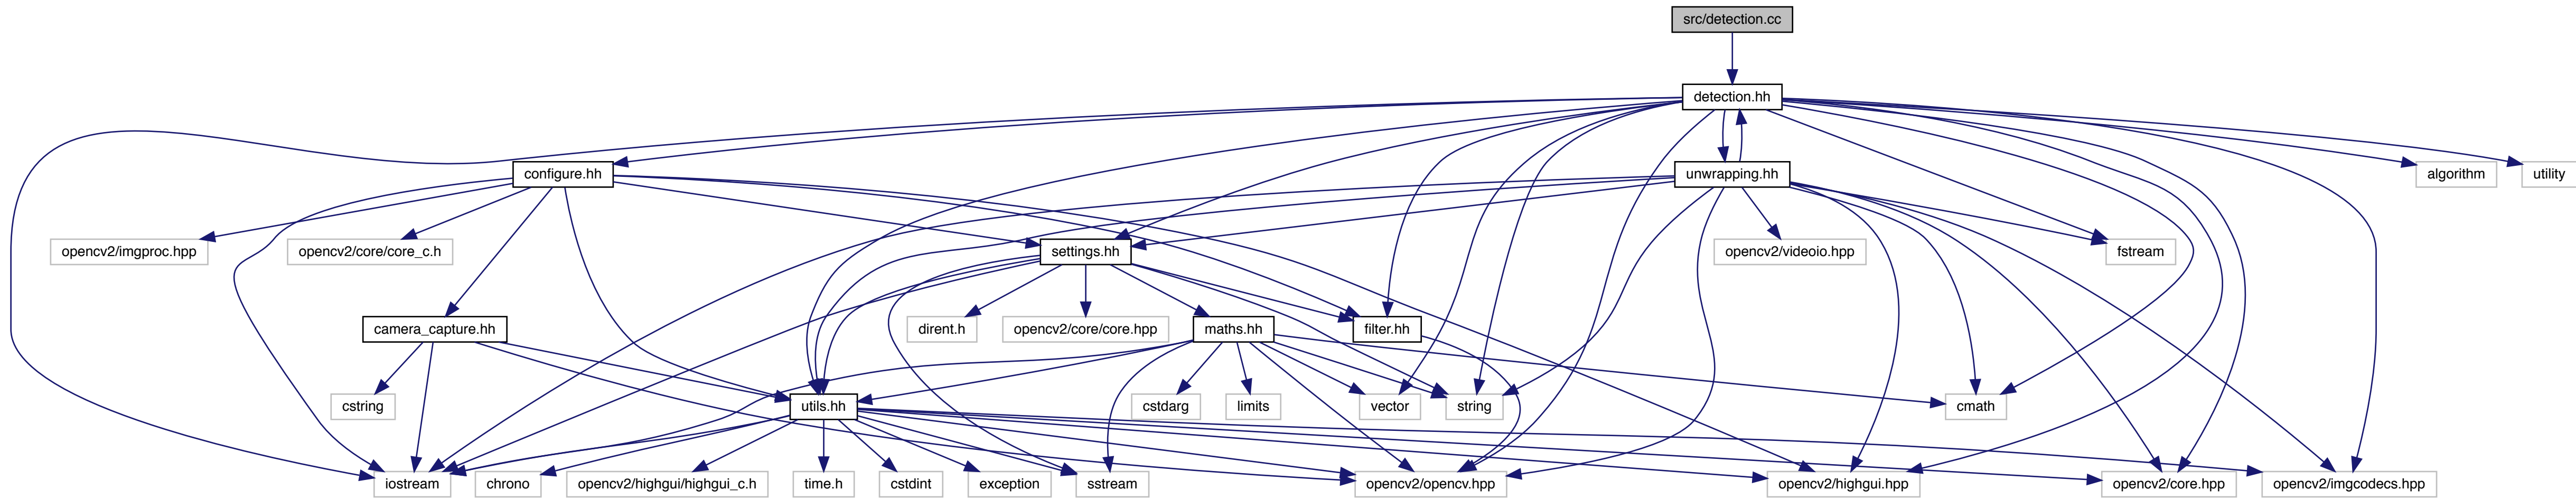 src/detection.cc
detection.hh
configure.hh
unwrapping.hh
algorithm
utility
opencv2/imgproc.hpp
opencv2/core/core_c.h
settings.hh
opencv2/videoio.hpp
fstream
camera_capture.hh
dirent.h
opencv2/core/core.hpp
maths.hh
filter.hh
cstring
utils.hh
cstdarg
limits
vector
string
cmath
iostream
chrono
opencv2/highgui/highgui_c.h
time.h
cstdint
exception
sstream
opencv2/opencv.hpp
opencv2/highgui.hpp
opencv2/core.hpp
opencv2/imgcodecs.hpp